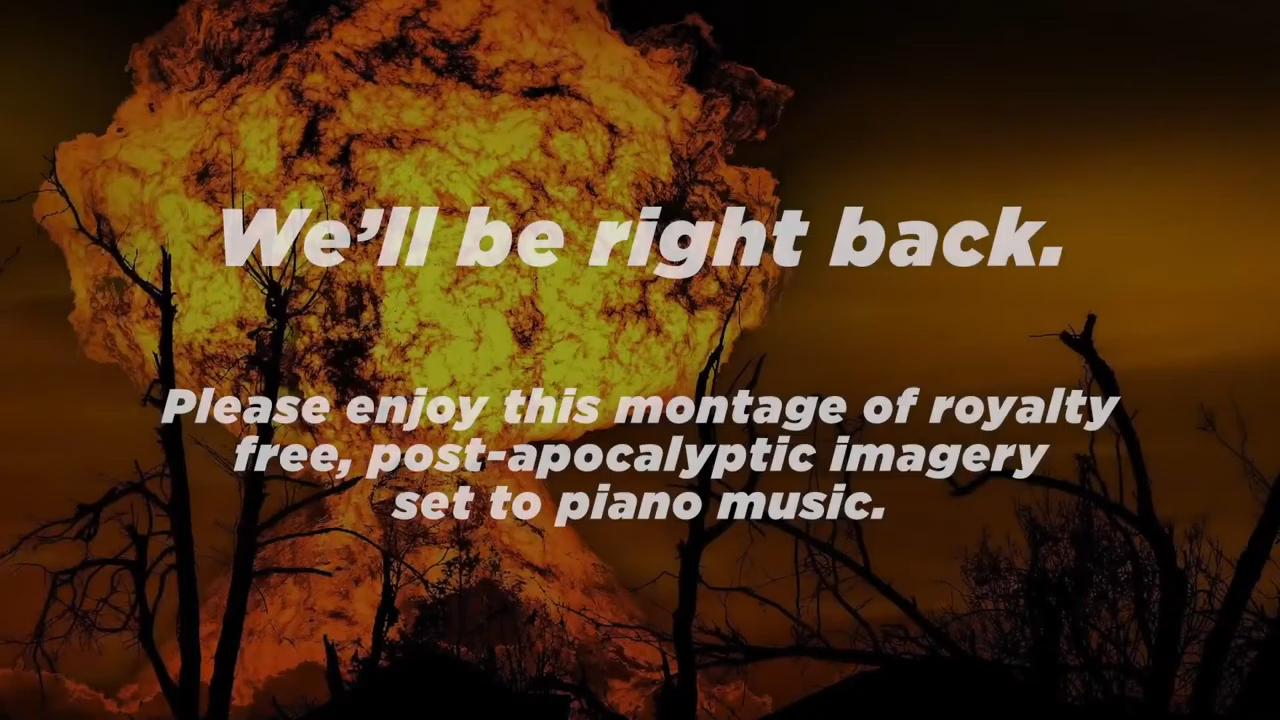 We'll be right back.
Please enjoy this montage of royalty
free, post-apocalyptic imagery
set to piano music.